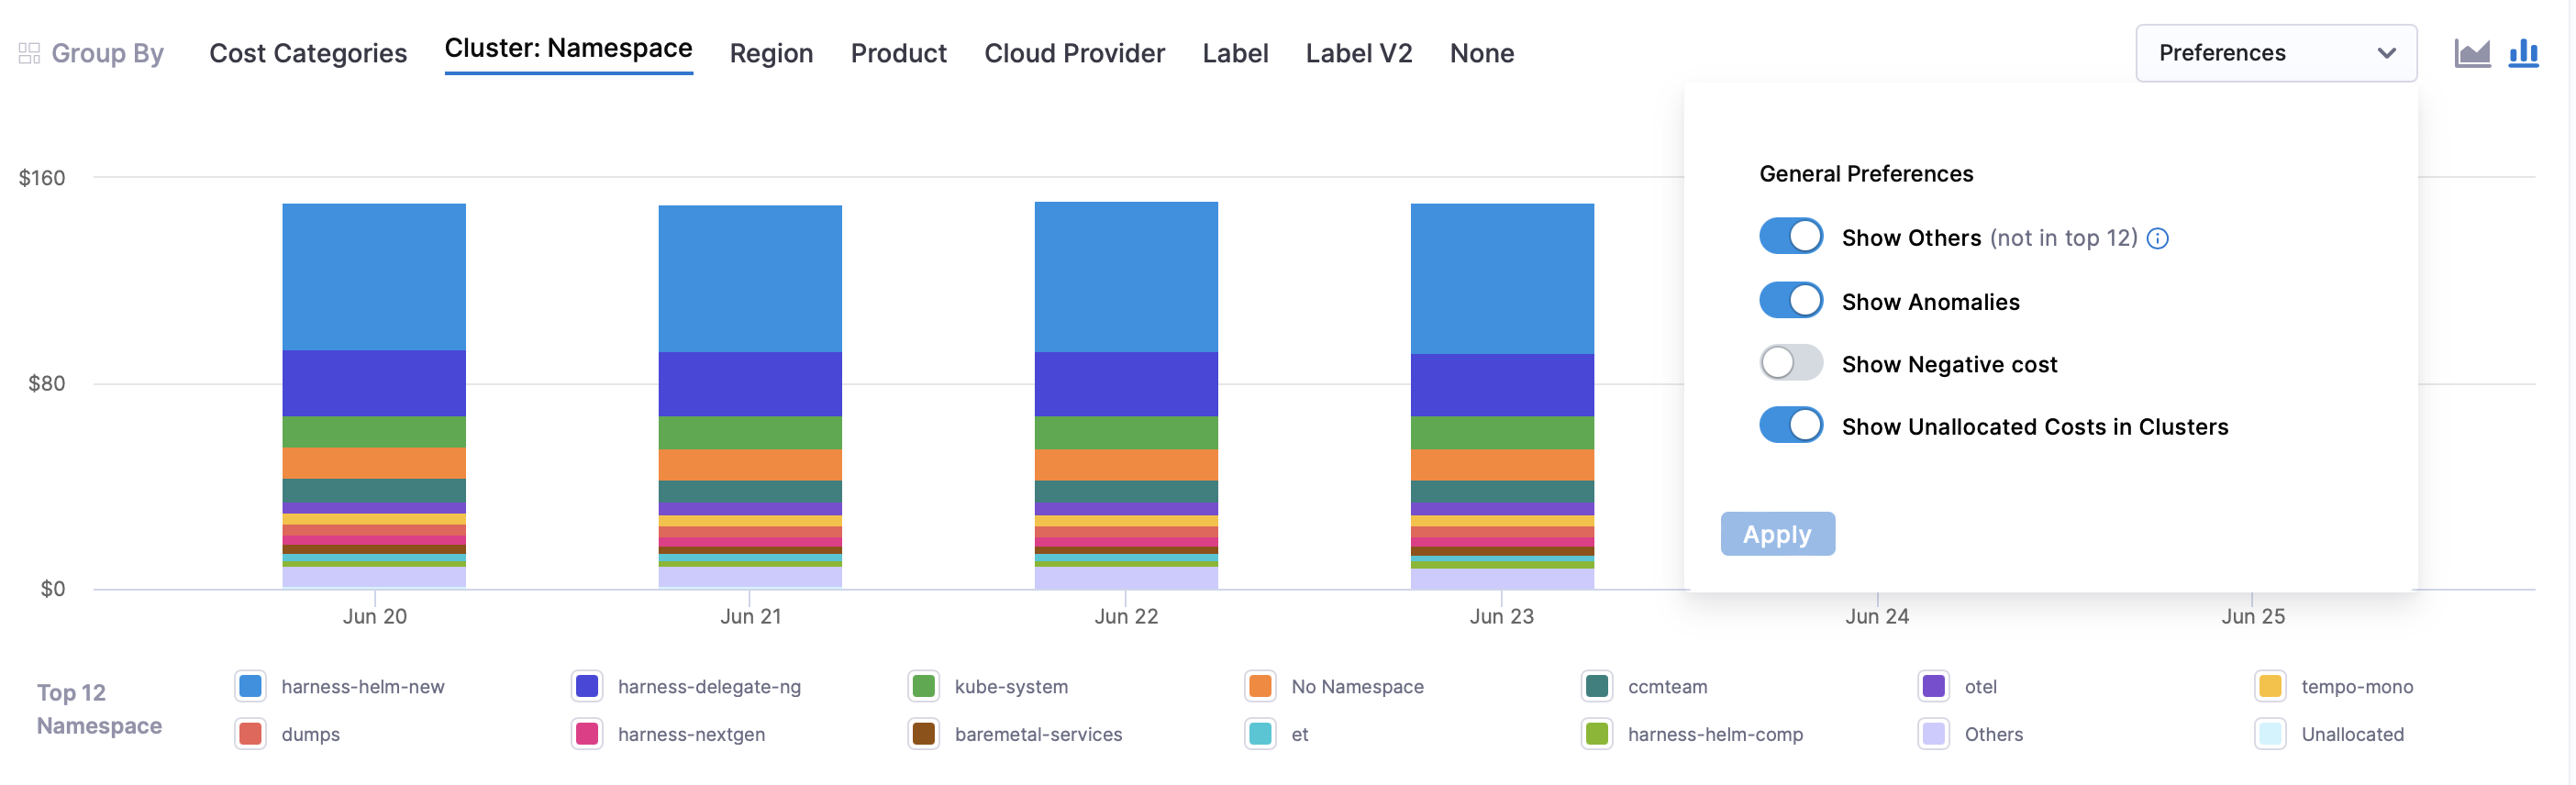 Group By Cost Categories Cluster: Namespace Region Product Cloud Provider Label Label V2 None Preferences
General Preferences
Show Others (not in top 12)
Show Anomalies
Show Negative cost
Show Unallocated Costs in Clusters
Apply
$160
$80
$0
Jun 20 Jun 21 Jun 22 Jun 23 Jun 24 Jun 25
Top 12
Namespace
harness-helm-new harness-delegate-ng kube-system No Namespace ccmteam otel tempo-mono
dumps harness-nextgen baremetal-services et harness-helm-comp Others Unallocated